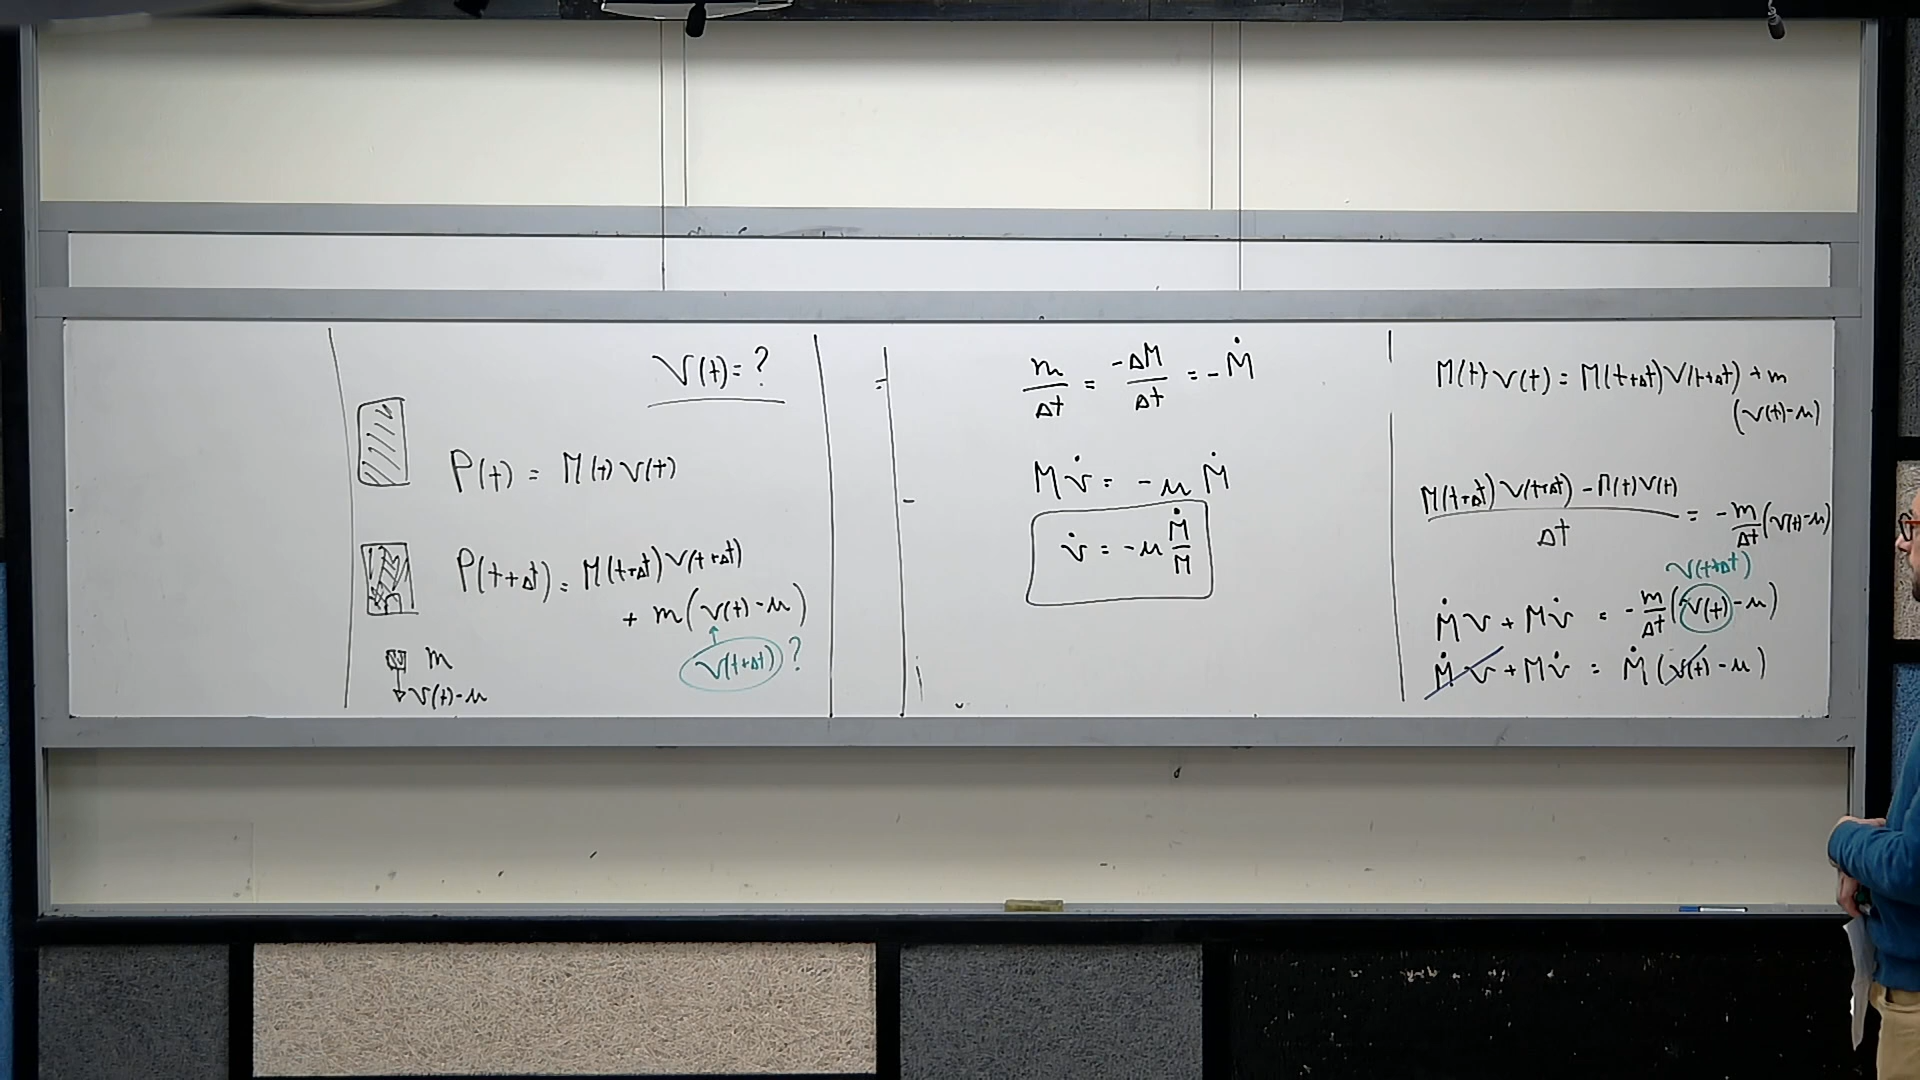 V(t) = ?
P(t) = M(t) v(t)
P(t+Δt) = M(t+Δt) v(t+Δt)
+ m(v(t)-u)
v(t+Δt) ?
m
v(t)-u
m/Δt = -ΔM/Δt = -Ṁ
M v̇ = -u Ṁ
v̇ = -u Ṁ/M
M(t) v(t) = M(t+Δt) v(t+Δt) + m
(v(t)-u)
M(t+Δt) v(t+Δt) - M(t) v(t) / Δt = -m/Δt (v(t)-u)
v(t+Δt)
Ṁ v + M v̇ = -m/Δt (v(t)-u)
Ṁ v + M v̇ = Ṁ (v(t)-u)